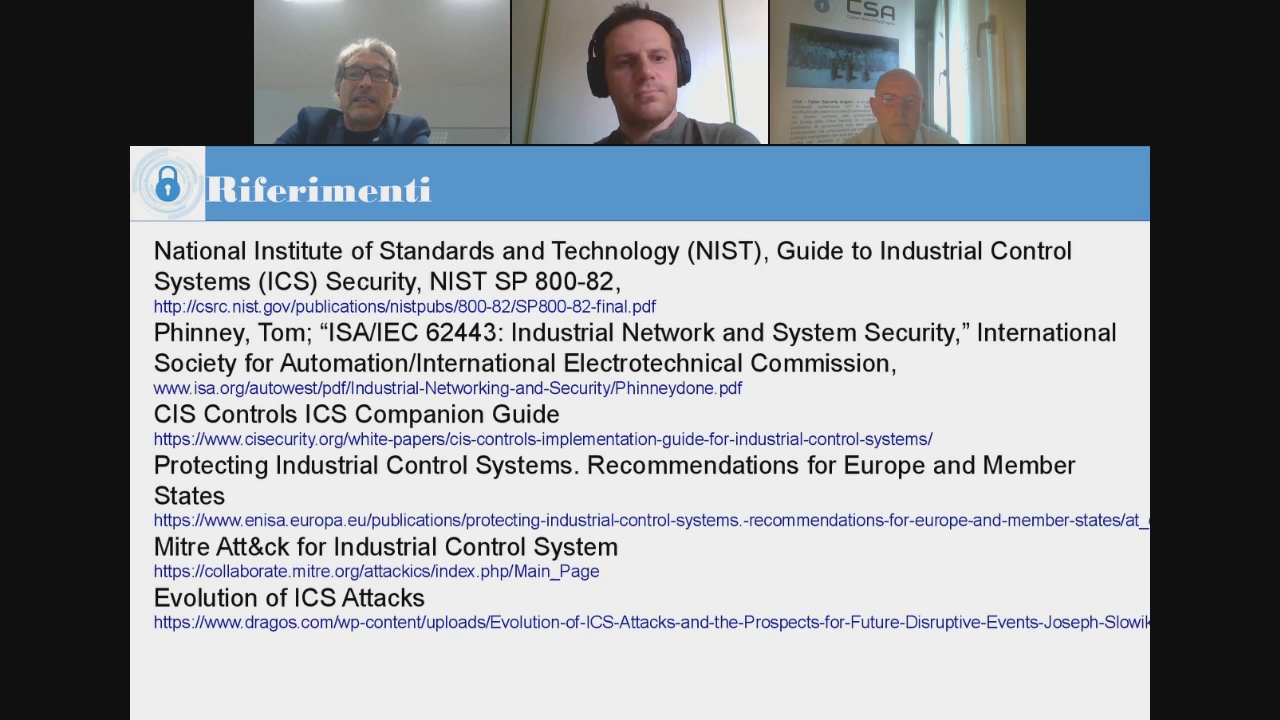 CSA
Cyber Security Angels
Riferimenti
National Institute of Standards and Technology (NIST), Guide to Industrial Control
Systems (ICS) Security, NIST SP 800-82,
http://csrc.nist.gov/publications/nistpubs/800-82/SP800-82-final.pdf
Phinney, Tom; “ISA/IEC 62443: Industrial Network and System Security,” International
Society for Automation/International Electrotechnical Commission,
www.isa.org/autowest/pdf/Industrial-Networking-and-Security/Phinneydone.pdf
CIS Controls ICS Companion Guide
https://www.cisecurity.org/white-papers/cis-controls-implementation-guide-for-industrial-control-systems/
Protecting Industrial Control Systems. Recommendations for Europe and Member
States
https://www.enisa.europa.eu/publications/protecting-industrial-control-systems.-recommendations-for-europe-and-member-states/at_
Mitre Att&ck for Industrial Control System
https://collaborate.mitre.org/attackics/index.php/Main_Page
Evolution of ICS Attacks
https://www.dragos.com/wp-content/uploads/Evolution-of-ICS-Attacks-and-the-Prospects-for-Future-Disruptive-Events-Joseph-Slowik